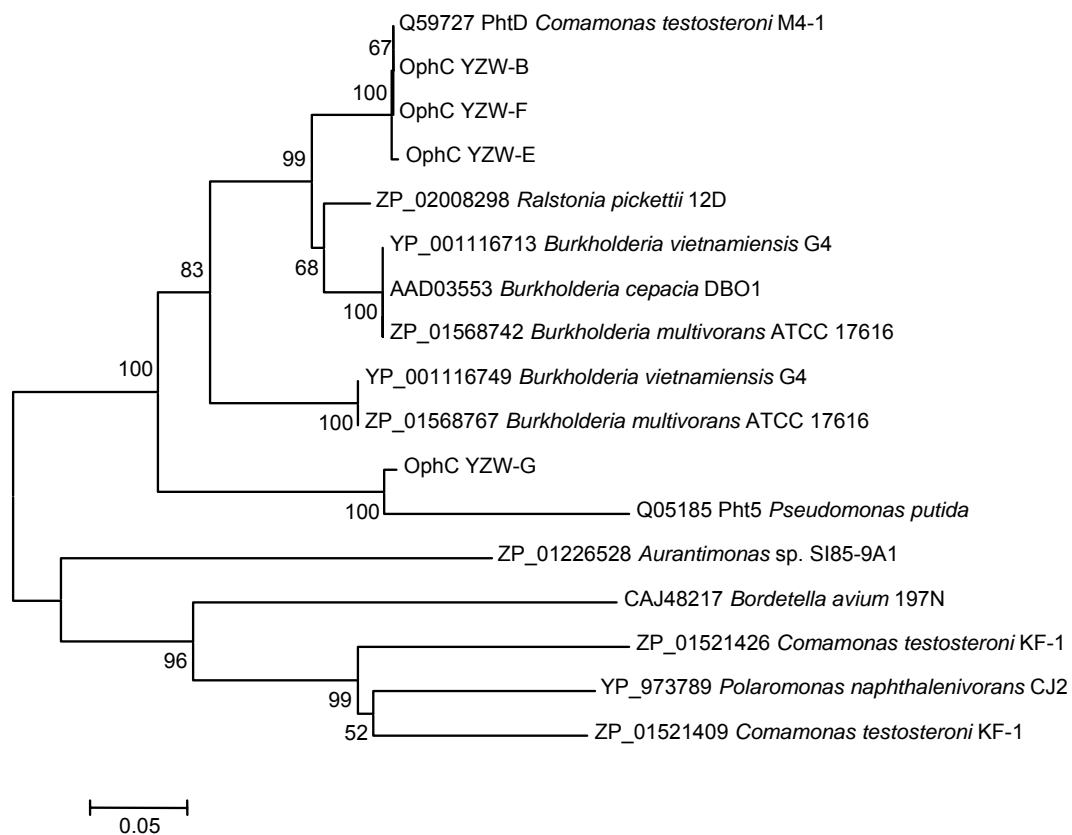 Q59727 PhtD Comamonas testosteroni M4-1
67
OphC YZW-B
100
OphC YZW-F
OphC YZW-E
99
ZP_02008298 Ralstonia pickettii 12D
YP_001116713 Burkholderia vietnamiensis G4
68
83
AAD03553 Burkholderia cepacia DBO1
100
ZP_01568742 Burkholderia multivorans ATCC 17616
100
YP_001116749 Burkholderia vietnamiensis G4
100
ZP_01568767 Burkholderia multivorans ATCC 17616
OphC YZW-G
100
Q05185 Pht5 Pseudomonas putida
ZP_01226528 Aurantimonas sp. SI85-9A1
CAJ48217 Bordetella avium 197N
96
ZP_01521426 Comamonas testosteroni KF-1
99
YP_973789 Polaromonas naphthalenivorans CJ2
52
ZP_01521409 Comamonas testosteroni KF-1
0.05